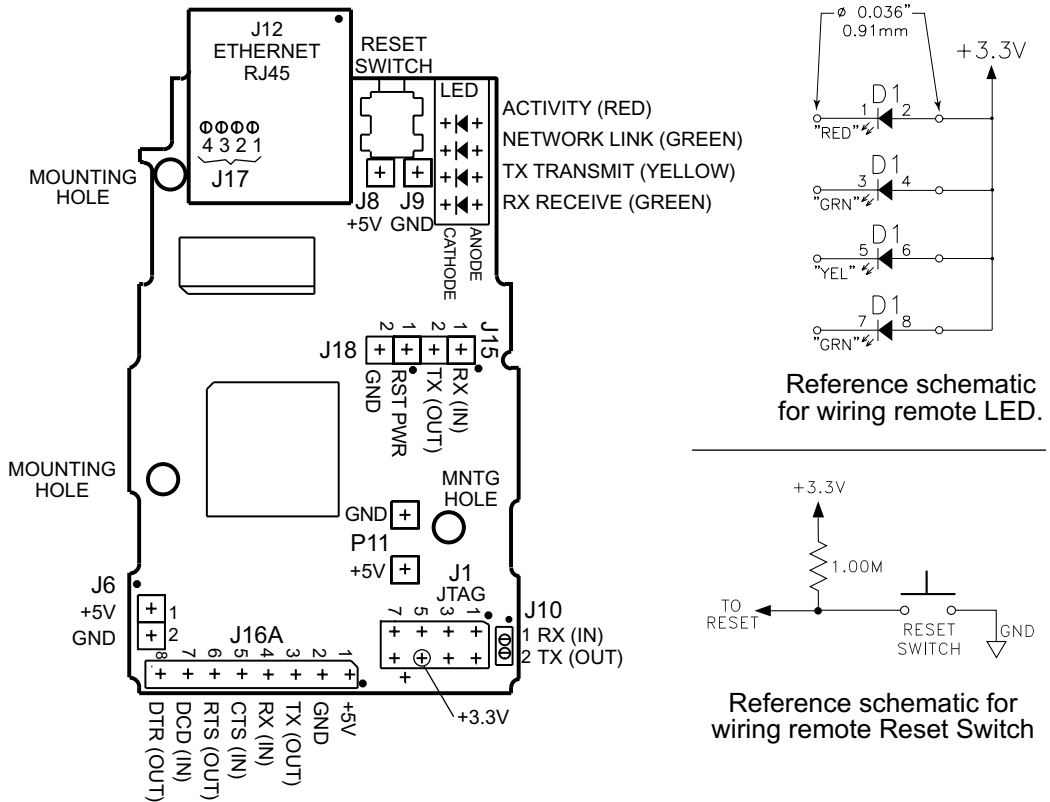 J12
ETHERNET
RJ45
4 3 2 1
J17
RESET
SWITCH
LED
ACTIVITY (RED)
NETWORK LINK (GREEN)
TX TRANSMIT (YELLOW)
RX RECEIVE (GREEN)
MOUNTING
HOLE
J8
+5V
J9
GND
CATHODE
ANODE
J18
2 1 2 1
J15
GND
RST PWR
TX (OUT)
RX (IN)
MOUNTING
HOLE
MNTG
HOLE
GND
P11
+5V
J1
JTAG
7 5 3 1
J10
1 RX (IN)
2 TX (OUT)
+3.3V
J6
+5V 1
GND 2
J16A
8 7 6 5 4 3 2 1
DTR (OUT)
DCD (IN)
RTS (OUT)
CTS (IN)
RX (IN)
TX (OUT)
GND
+5V
ø 0.036"
0.91mm
+3.3V
D1
1 2
"RED"
D1
3 4
"GRN"
D1
5 6
"YEL"
D1
7 8
"GRN"
Reference schematic
for wiring remote LED.
+3.3V
1.00M
TO
RESET
RESET
SWITCH
GND
Reference schematic for
wiring remote Reset Switch